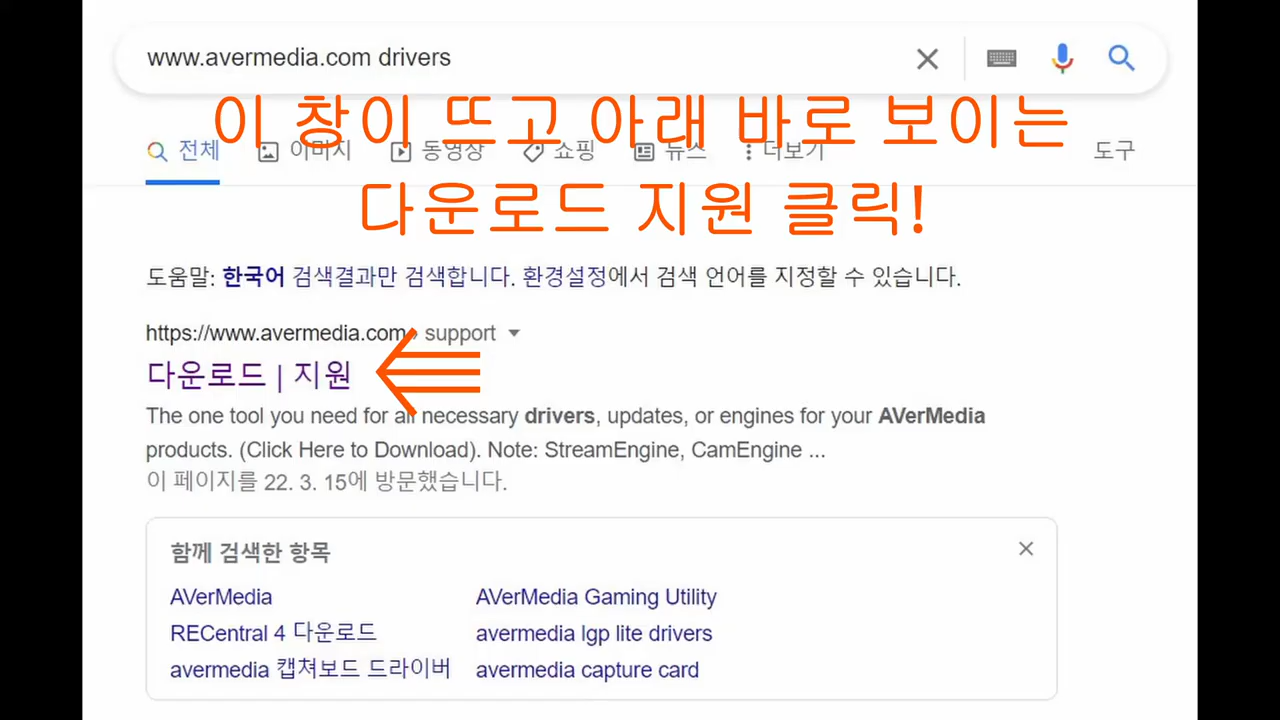 www.avermedia.com drivers
이 창이 뜨고 아래 바로 보이는
전체 이미지 동영상 쇼핑 뉴스 더보기 도구
다운로드 지원 클릭!
도움말: 한국어 검색결과만 검색합니다. 환경설정에서 검색 언어를 지정할 수 있습니다.
https://www.avermedia.com › support
다운로드 | 지원
The one tool you need for all necessary drivers, updates, or engines for your AVerMedia
products. (Click Here to Download). Note: StreamEngine, CamEngine ...
이 페이지를 22. 3. 15에 방문했습니다.
함께 검색한 항목
AVerMedia
AVerMedia Gaming Utility
RECentral 4 다운로드
avermedia lgp lite drivers
avermedia 캡쳐보드 드라이버
avermedia capture card